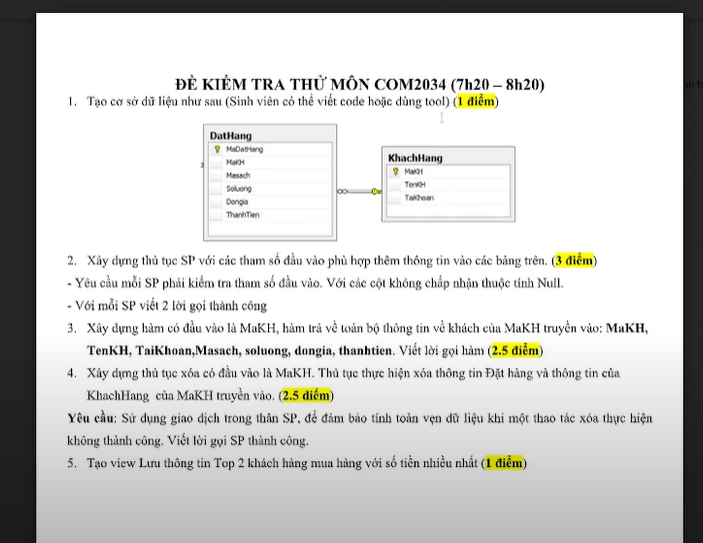 ĐỀ KIỂM TRA THỬ MÔN COM2034 (7h20 – 8h20)
1. Tạo cơ sở dữ liệu như sau (Sinh viên có thể viết code hoặc dùng tool) (1 điểm)
DatHang
MaDatHang
MaKH
Masach
Soluong
Dongia
ThanhTien
KhachHang
MaKH
TenKH
TaiKhoan
2. Xây dựng thủ tục SP với các tham số đầu vào phù hợp thêm thông tin vào các bảng trên. (3 điểm)
- Yêu cầu mỗi SP phải kiểm tra tham số đầu vào. Với các cột không chấp nhận thuộc tính Null.
- Với mỗi SP viết 2 lời gọi thành công
3. Xây dựng hàm có đầu vào là MaKH, hàm trả về toàn bộ thông tin về khách của MaKH truyền vào: MaKH,
TenKH, TaiKhoan,Masach, soluong, dongia, thanhtien. Viết lời gọi hàm (2.5 điểm)
4. Xây dựng thủ tục xóa có đầu vào là MaKH. Thủ tục thực hiện xóa thông tin Đặt hàng và thông tin của
KhachHang của MaKH truyền vào. (2.5 điểm)
Yêu cầu: Sử dụng giao dịch trong thân SP, để đảm bảo tính toàn vẹn dữ liệu khi một thao tác xóa thực hiện
không thành công. Viết lời gọi SP thành công.
5. Tạo view Lưu thông tin Top 2 khách hàng mua hàng với số tiền nhiều nhất (1 điểm)